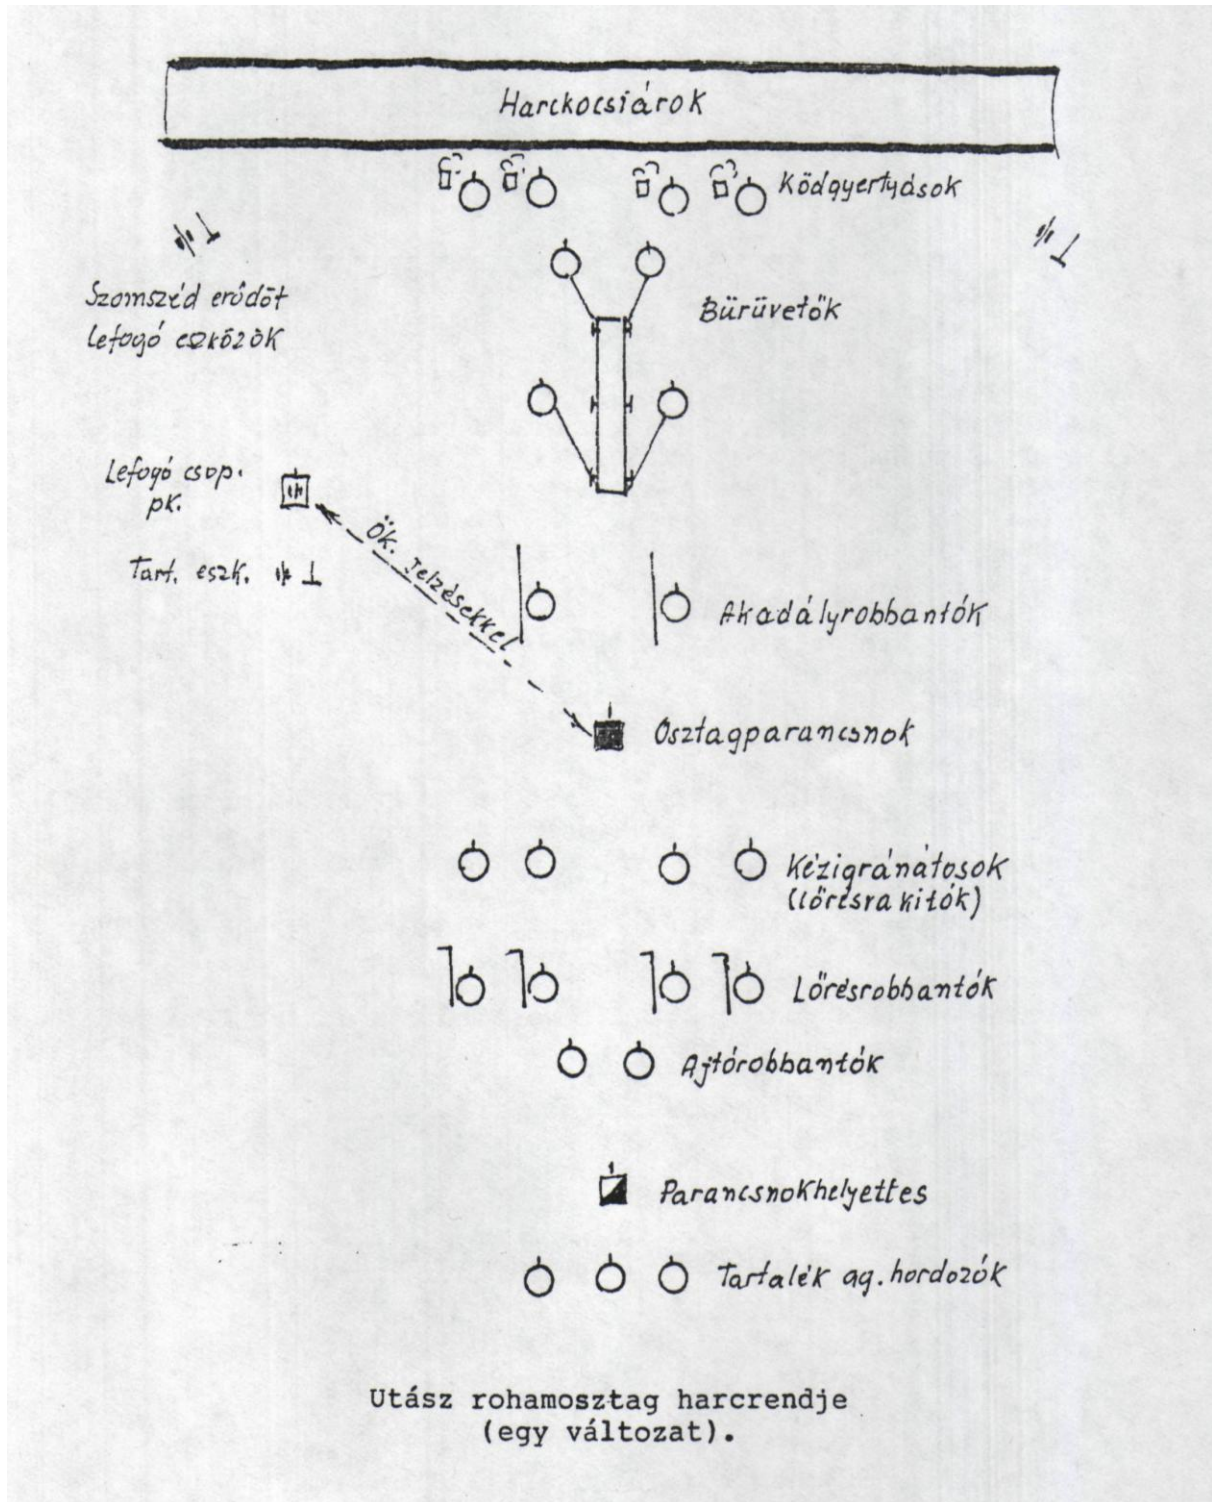 Harckocsiárok
Ködgyertyások
Szomszéd erődöt
Lefogó eszközök
Bürüvetők
Lefogó csop.
pk.
Ök. Jelzésekkel
Tart. eszk.
Akadályrobbantók
Osztagparancsnok
Kézigránátosok
(lőrésrakitók)
Lőrésrobbantók
Ajtórobbantók
Parancsnokhelyettes
Tartalék ag. hordozók
Utász rohamosztag harcrendje
(egy változat).